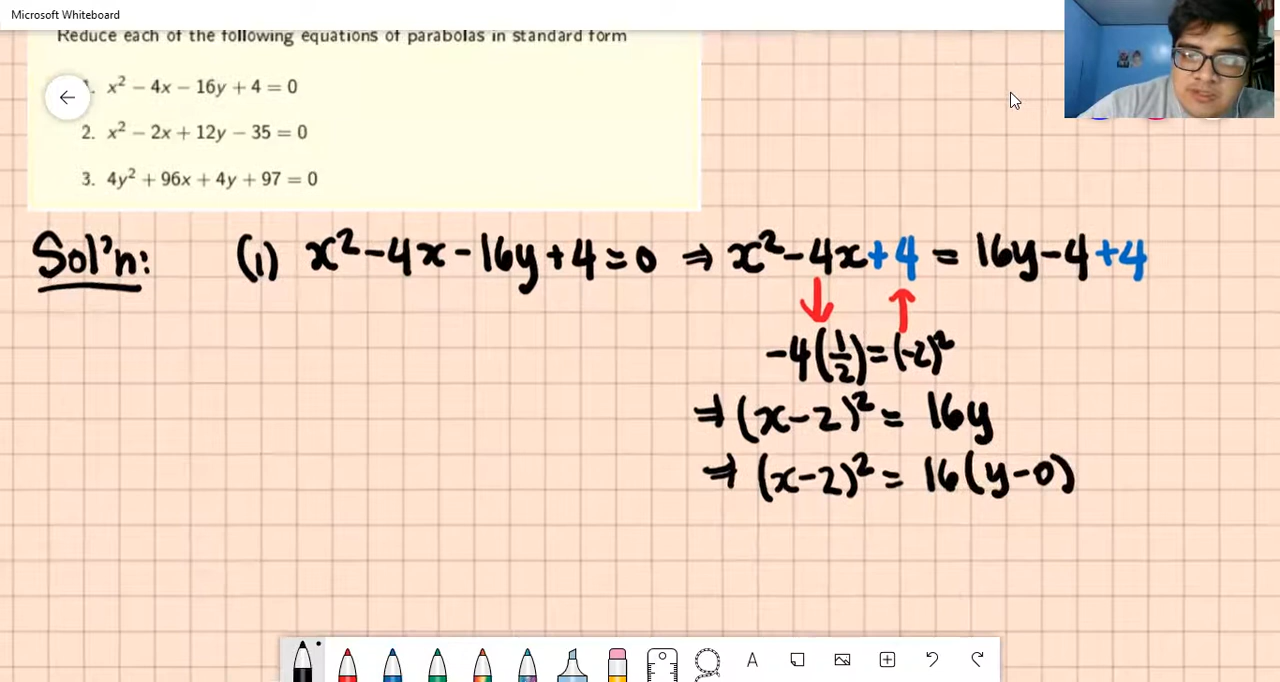 Microsoft Whiteboard
Reduce each of the following equations of parabolas in standard form
. x² − 4x − 16y + 4 = 0
2. x² − 2x + 12y − 35 = 0
3. 4y² + 96x + 4y + 97 = 0
Sol'n: (1) x²-4x-16y+4=0 ⇒ x²-4x+4 = 16y-4+4
-4(1/2)=(-2)²
⇒(x-2)²= 16y
⇒ (x-2)²= 16(y-0)
A